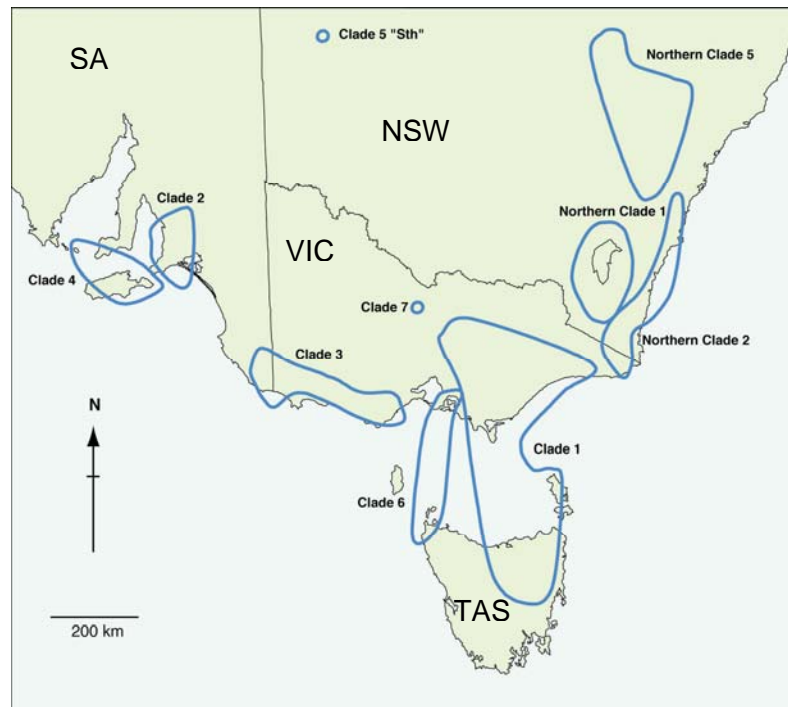 Clade 5 "Sth"
SA
Northern Clade 5
NSW
Clade 2
Northern Clade 1
VIC
Clade 4
Clade 7
Northern Clade 2
Clade 3
N
Clade 1
Clade 6
TAS
200 km